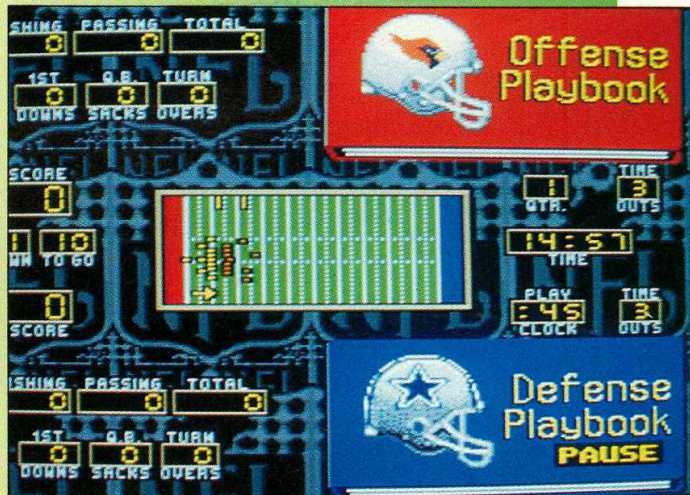 SHING PASSING TOTAL
0 0 0
1ST Q.B. TURN
0 0 0
DOWNS SACKS OVERS
Offense
Playbook
SCORE
0
1 10
WN TO GO
0
SCORE
1 TIME
QTR. 3
OUTS
14:57
TIME
PLAY TIME
:45 3
CLOCK OUTS
ISHING PASSING TOTAL
0 0 0
1ST Q.B. TURN
0 0 0
DOWNS SACKS OVERS
Defense
Playbook
PAUSE
NFL